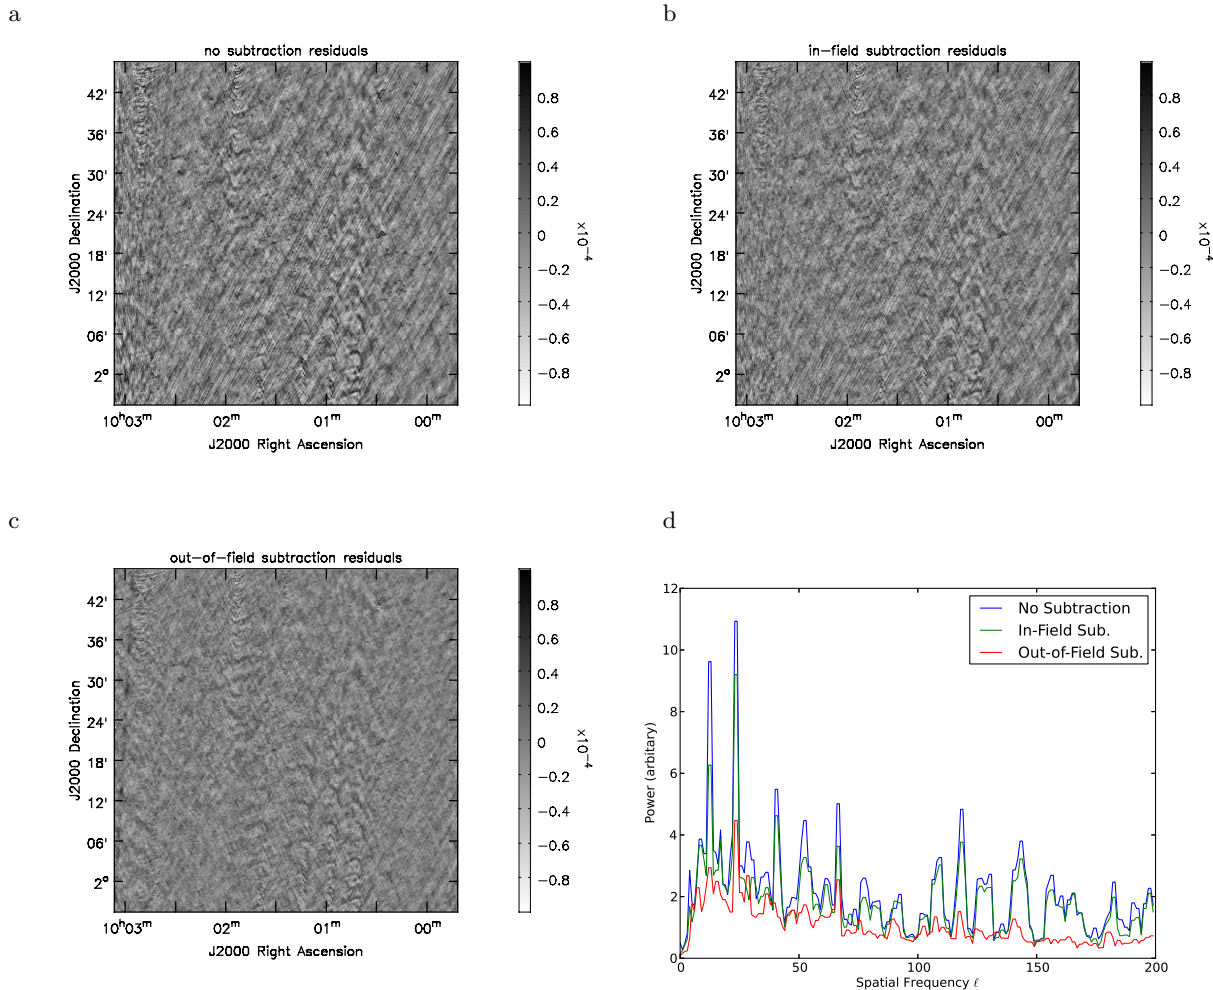 a
no subtraction residuals
42'
36'
30'
24'
18'
12'
06'
2°
J2000 Declination
10ʰ03ᵐ
02ᵐ
01ᵐ
00ᵐ
J2000 Right Ascension
0.8
0.6
0.4
0.2
0
−0.2
−0.4
−0.6
−0.8
×10⁻⁴
b
in−field subtraction residuals
42'
36'
30'
24'
18'
12'
06'
2°
J2000 Declination
10ʰ03ᵐ
02ᵐ
01ᵐ
00ᵐ
J2000 Right Ascension
0.8
0.6
0.4
0.2
0
−0.2
−0.4
−0.6
−0.8
×10⁻⁴
c
out−of−field subtraction residuals
42'
36'
30'
24'
18'
12'
06'
2°
J2000 Declination
10ʰ03ᵐ
02ᵐ
01ᵐ
00ᵐ
J2000 Right Ascension
0.8
0.6
0.4
0.2
0
−0.2
−0.4
−0.6
−0.8
×10⁻⁴
d
12
10
8
6
4
2
0
Power (arbitary)
No Subtraction
In-Field Sub.
Out-of-Field Sub.
0
50
100
150
200
Spatial Frequency ℓ